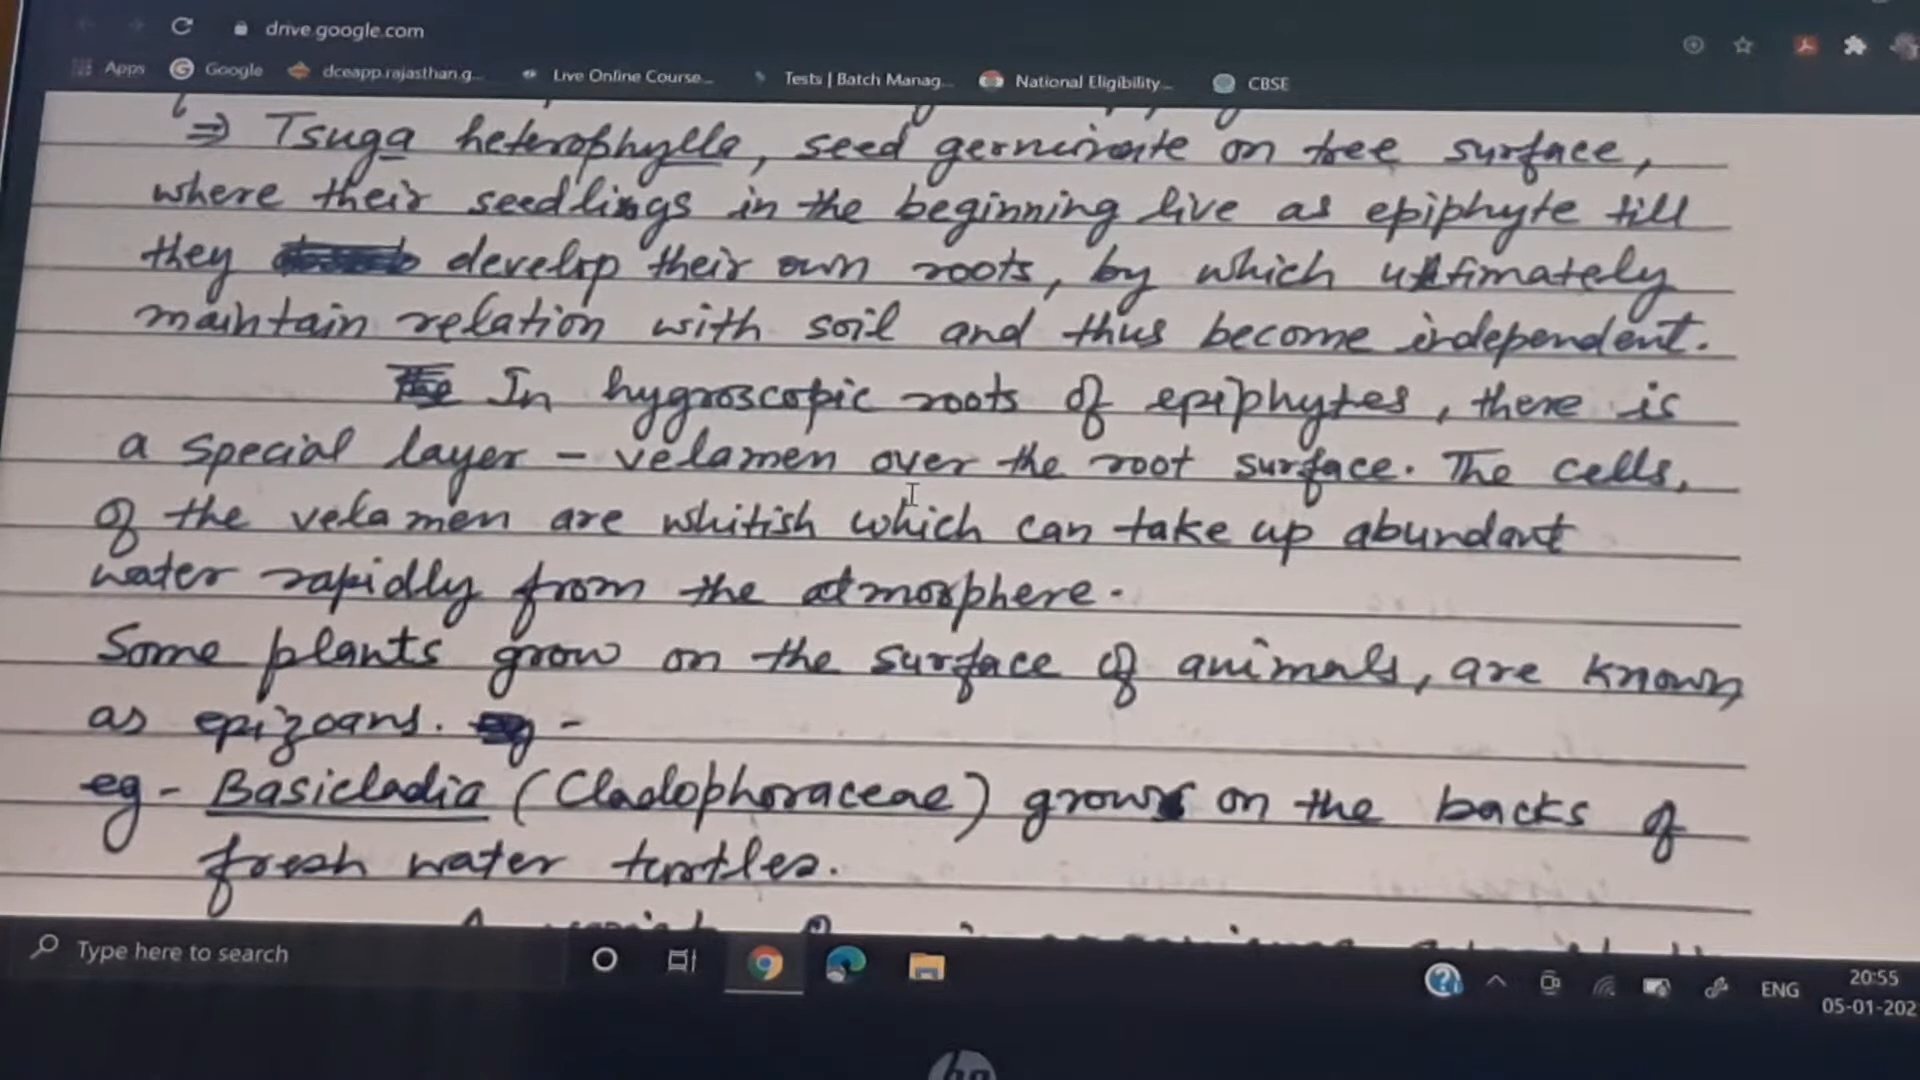 drive.google.com
Apps Google dceapp.rajasthan.g... Live Online Course... Tests | Batch Manag... National Eligibility... CBSE
⇒ Tsuga heterophylla, seed germinate on tree surface,
where their seedlings in the beginning live as epiphyte till
they develop their own roots, by which ultimately
maintain relation with soil and thus become independent.
In hygroscopic roots of epiphytes, there is
a special layer - velamen over the root surface. The cells,
of the velamen are whitish which can take up abundant
water rapidly from the atmosphere.
Some plants grow on the surface of animals, are known
as epizoans. -
eg - Basicladia (Cladophoraceae) grows on the backs of
fresh water turtles.
Type here to search
ENG
20:55
05-01-202
hp